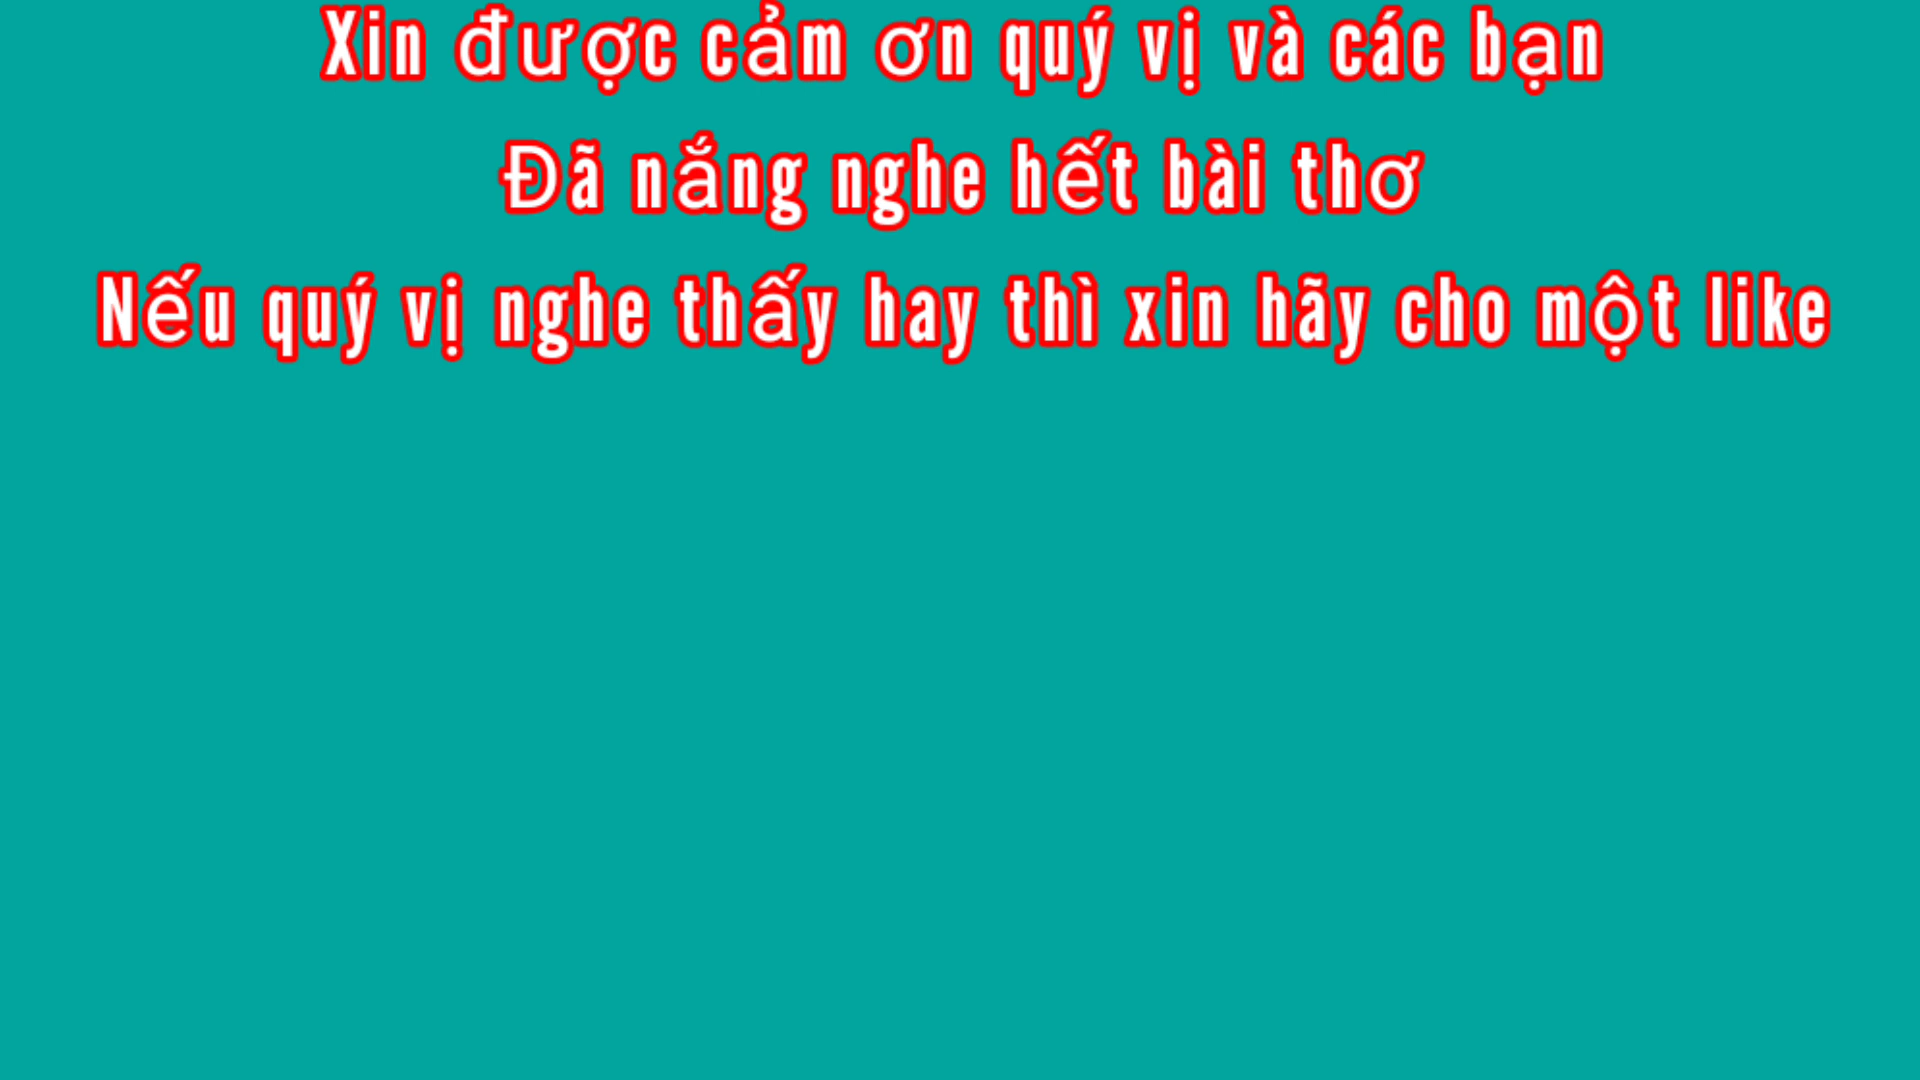 Xin được cảm ơn quý vị và các bạn
Đã nắng nghe hết bài thơ
Nếu quý vị nghe thấy hay thì xin hãy cho một like